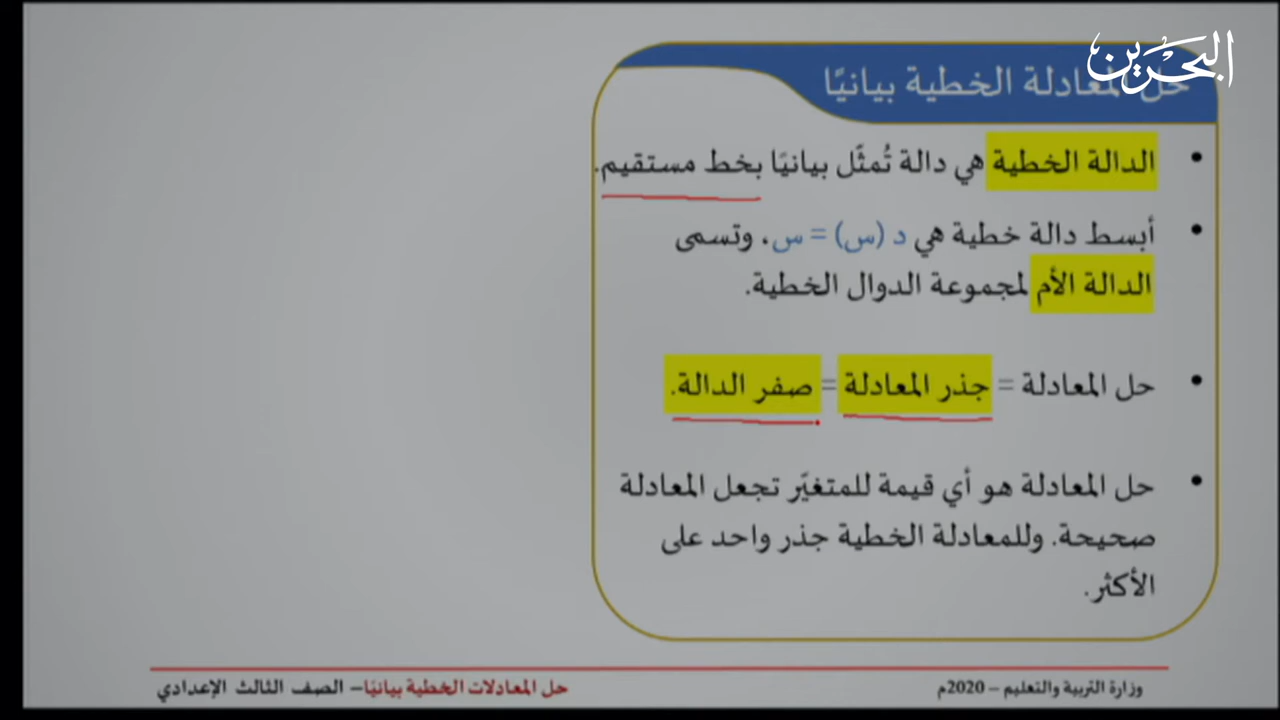 البحرين
حل المعادلة الخطية بيانيًا
• الدالة الخطية هي دالة تُمثّل بيانيًا بخط مستقيم.
• أبسط دالة خطية هي د (س) = س، وتسمى
الدالة الأم لمجموعة الدوال الخطية.
• حل المعادلة = جذر المعادلة = صفر الدالة.
• حل المعادلة هو أي قيمة للمتغيّر تجعل المعادلة
صحيحة. وللمعادلة الخطية جذر واحد على
الأكثر.
وزارة التربية والتعليم – 2020م
حل المعادلات الخطية بيانيًا– الصف الثالث الإعدادي